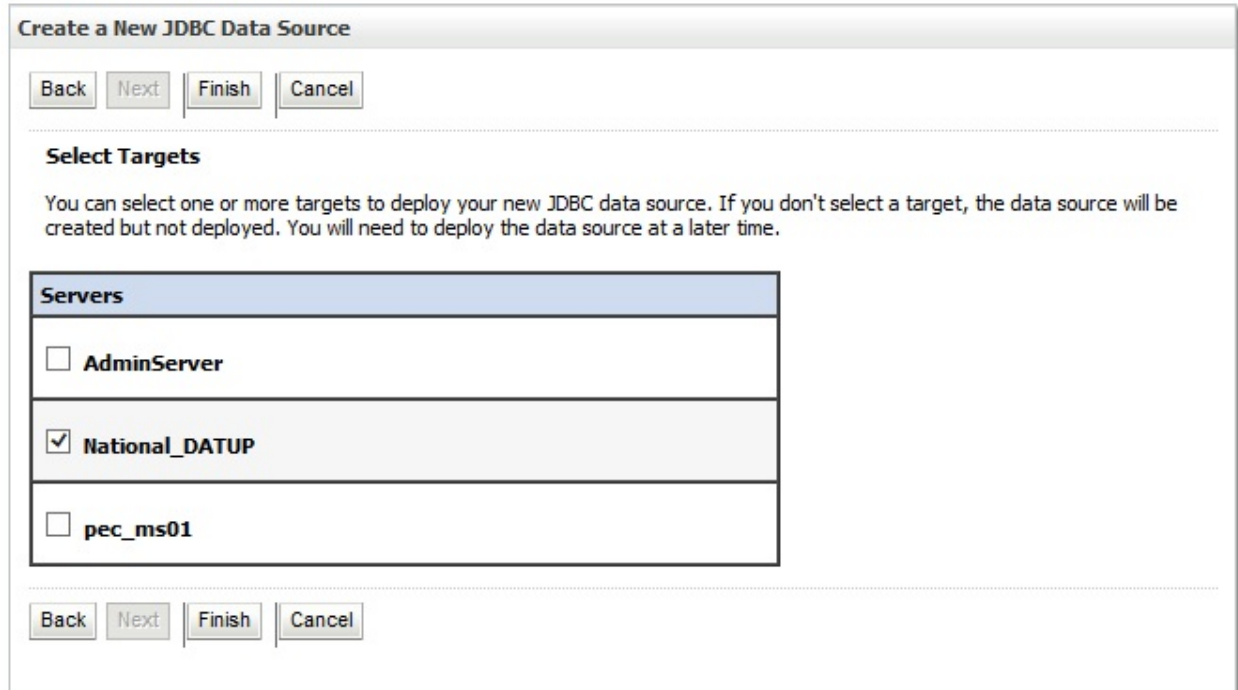 Create a New JDBC Data Source
Back Next Finish Cancel
Select Targets
You can select one or more targets to deploy your new JDBC data source. If you don't select a target, the data source will be
created but not deployed. You will need to deploy the data source at a later time.
Servers
AdminServer
National_DATUP
pec_ms01
Back Next Finish Cancel